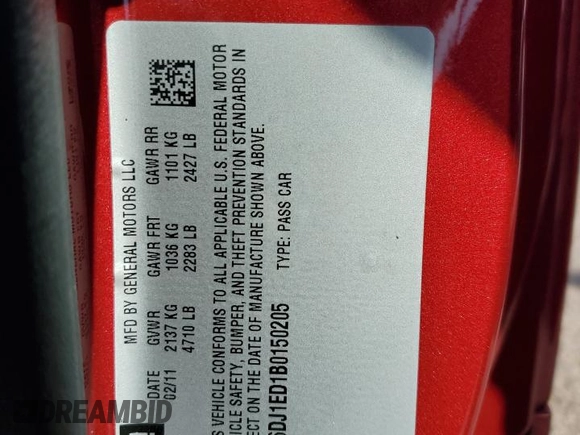 MFD BY GENERAL MOTORS LLC
DATE GVWR GAWR FRT GAWR RR
02/11 2137 KG 1036 KG 1101 KG
4710 LB 2283 LB 2427 LB
VEHICLE CONFORMS TO ALL APPLICABLE U.S. FEDERAL MOTOR
SAFETY, BUMPER, AND THEFT PREVENTION STANDARDS IN
ON THE DATE OF MANUFACTURE SHOWN ABOVE.
DJ1ED1B0150205 TYPE: PASS CAR
DREAMBID